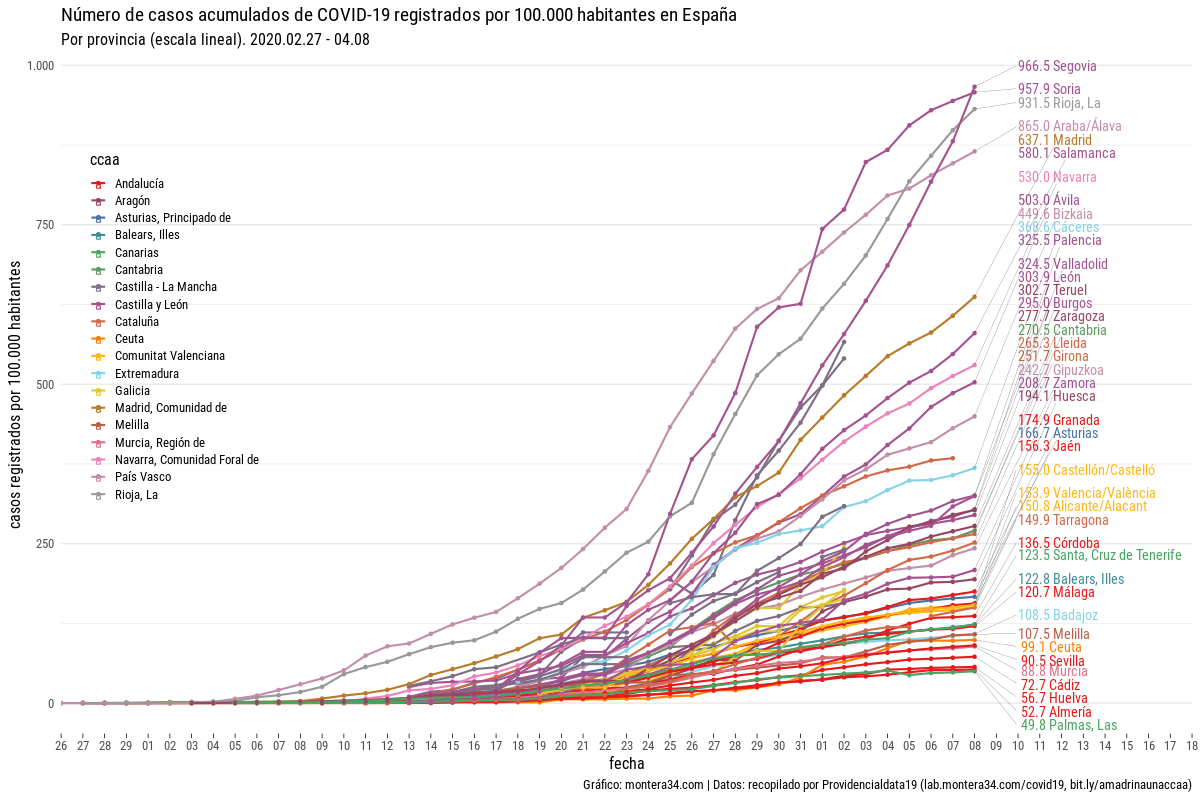 Número de casos acumulados de COVID-19 registrados por 100.000 habitantes en España
Por provincia (escala lineal). 2020.02.27 - 04.08
casos registrados por 100.000 habitantes
1.000
750
500
250
0
ccaa
Andalucía
Aragón
Asturias, Principado de
Balears, Illes
Canarias
Cantabria
Castilla - La Mancha
Castilla y León
Cataluña
Ceuta
Comunitat Valenciana
Extremadura
Galicia
Madrid, Comunidad de
Melilla
Murcia, Región de
Navarra, Comunidad Foral de
País Vasco
Rioja, La
966.5 Segovia
957.9 Soria
931.5 Rioja, La
865.0 Araba/Álava
637.1 Madrid
580.1 Salamanca
530.0 Navarra
503.0 Ávila
449.6 Bizkaia
368.6 Cáceres
325.5 Palencia
324.5 Valladolid
303.9 León
302.7 Teruel
295.0 Burgos
277.7 Zaragoza
270.5 Cantabria
265.3 Lleida
251.7 Girona
242.7 Gipuzkoa
208.7 Zamora
194.1 Huesca
174.9 Granada
166.7 Asturias
156.3 Jaén
155.0 Castellón/Castelló
153.9 Valencia/València
150.8 Alicante/Alacant
149.9 Tarragona
136.5 Córdoba
123.5 Santa, Cruz de Tenerife
122.8 Balears, Illes
120.7 Málaga
108.5 Badajoz
107.5 Melilla
99.1 Ceuta
90.5 Sevilla
88.8 Murcia
72.7 Cádiz
56.7 Huelva
52.7 Almería
49.8 Palmas, Las
26 27 28 29 01 02 03 04 05 06 07 08 09 10 11 12 13 14 15 16 17 18 19 20 21 22 23 24 25 26 27 28 29 30 31 01 02 03 04 05 06 07 08 09 10 11 12 13 14 15 16 17 18
fecha
Gráfico: montera34.com | Datos: recopilado por Providencialdata19 (lab.montera34.com/covid19, bit.ly/amadrinaunaccaa)